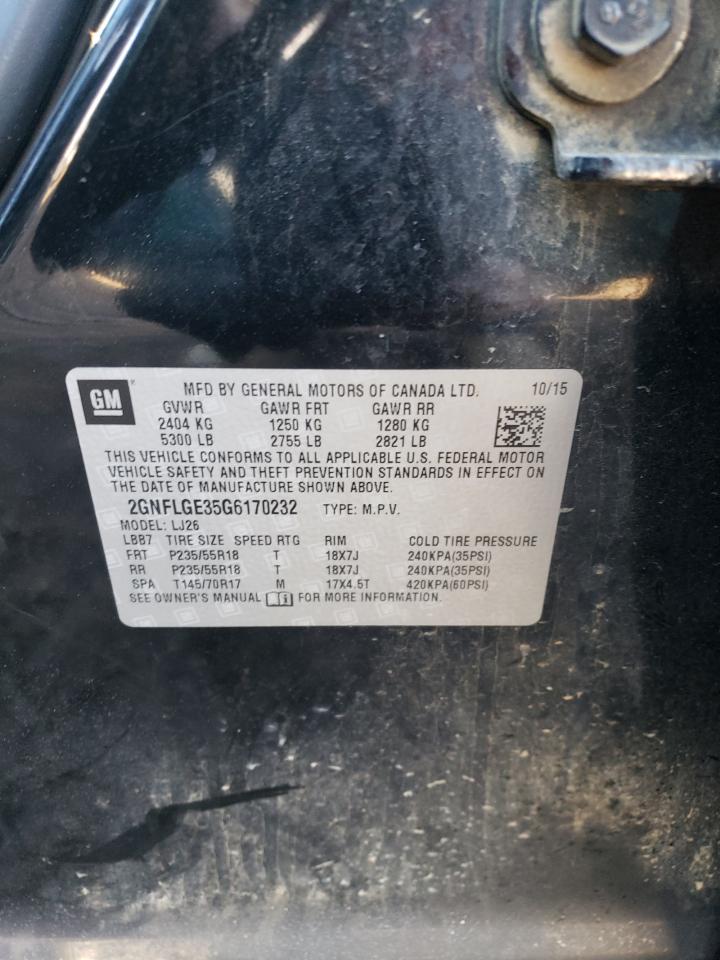 GM
MFD BY GENERAL MOTORS OF CANADA LTD. 10/15
GVWR GAWR FRT GAWR RR
2404 KG 1250 KG 1280 KG
5300 LB 2755 LB 2821 LB
THIS VEHICLE CONFORMS TO ALL APPLICABLE U.S. FEDERAL MOTOR
VEHICLE SAFETY AND THEFT PREVENTION STANDARDS IN EFFECT ON
THE DATE OF MANUFACTURE SHOWN ABOVE.
2GNFLGE35G6170232 TYPE: M.P.V.
MODEL: LJ26
LBB7 TIRE SIZE SPEED RTG RIM COLD TIRE PRESSURE
FRT P235/55R18 T 18X7J 240KPA(35PSI)
RR P235/55R18 T 18X7J 240KPA(35PSI)
SPA T145/70R17 M 17X4.5T 420KPA(60PSI)
SEE OWNER'S MANUAL FOR MORE INFORMATION.